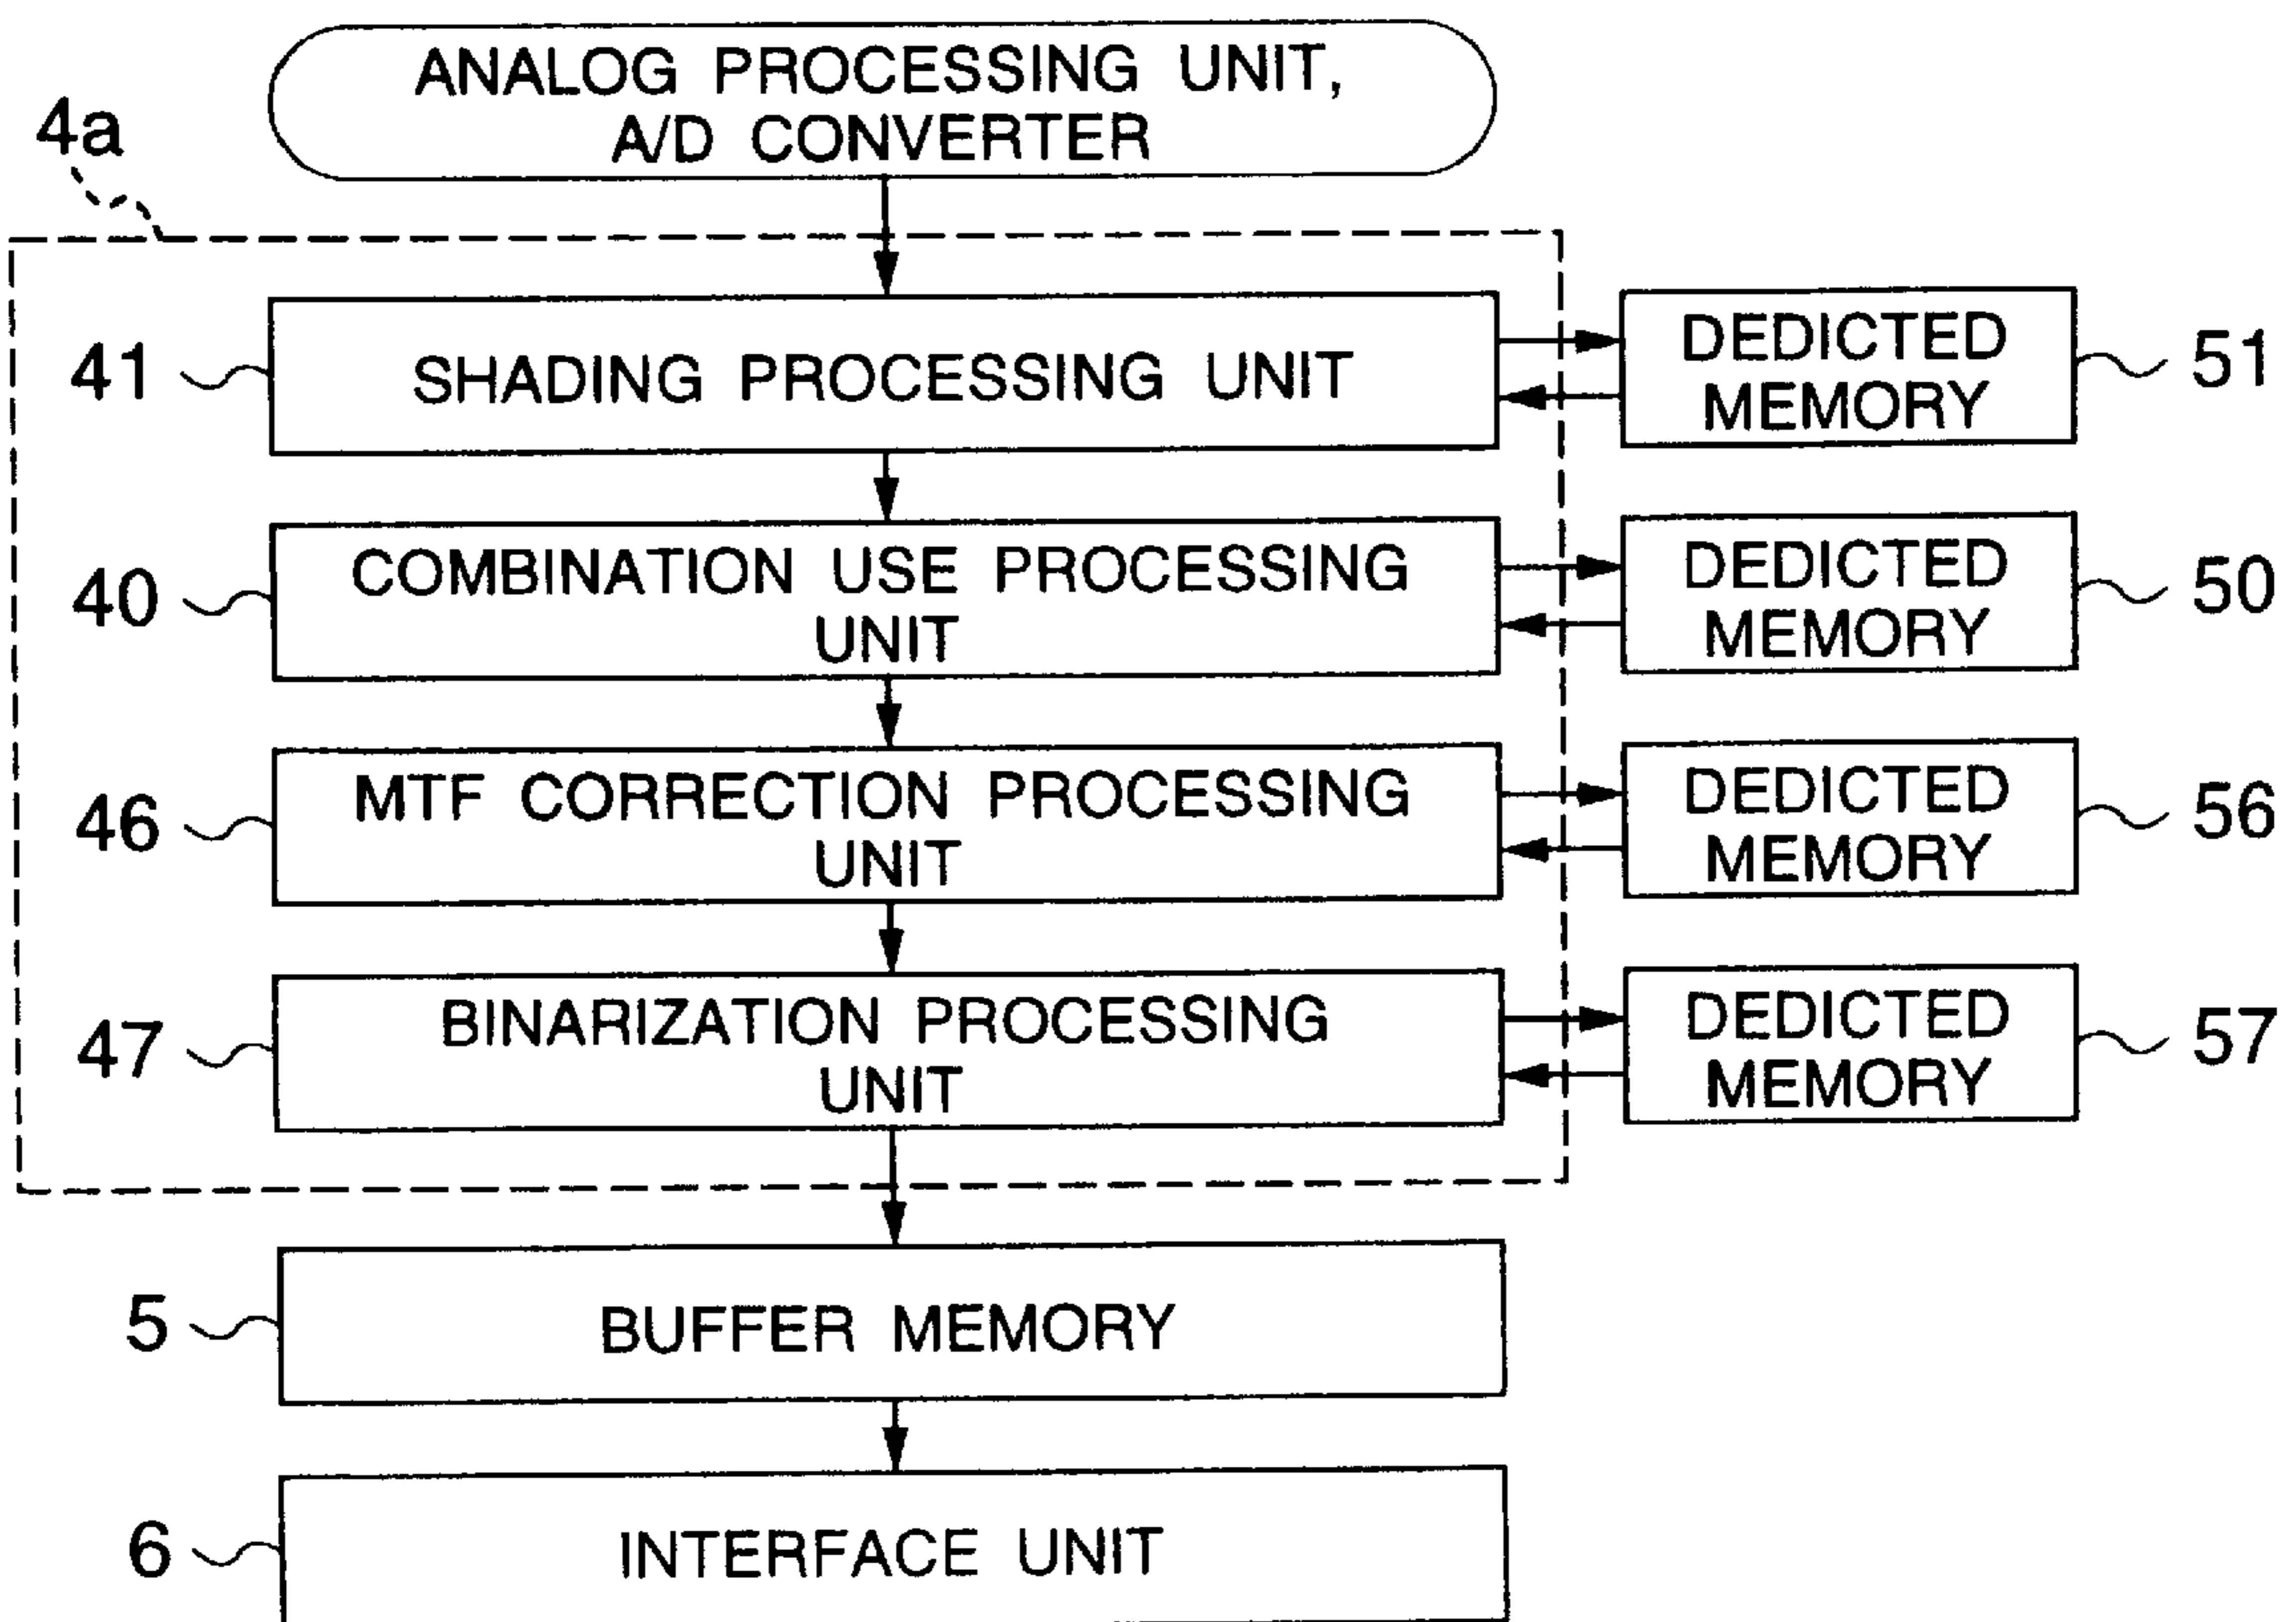 ANALOG PROCESSING UNIT,
A/D CONVERTER
4a
41
SHADING PROCESSING UNIT
DEDICTED
MEMORY
51
40
COMBINATION USE PROCESSING
UNIT
DEDICTED
MEMORY
50
46
MTF CORRECTION PROCESSING
UNIT
DEDICTED
MEMORY
56
47
BINARIZATION PROCESSING
UNIT
DEDICTED
MEMORY
57
5
BUFFER MEMORY
6
INTERFACE UNIT